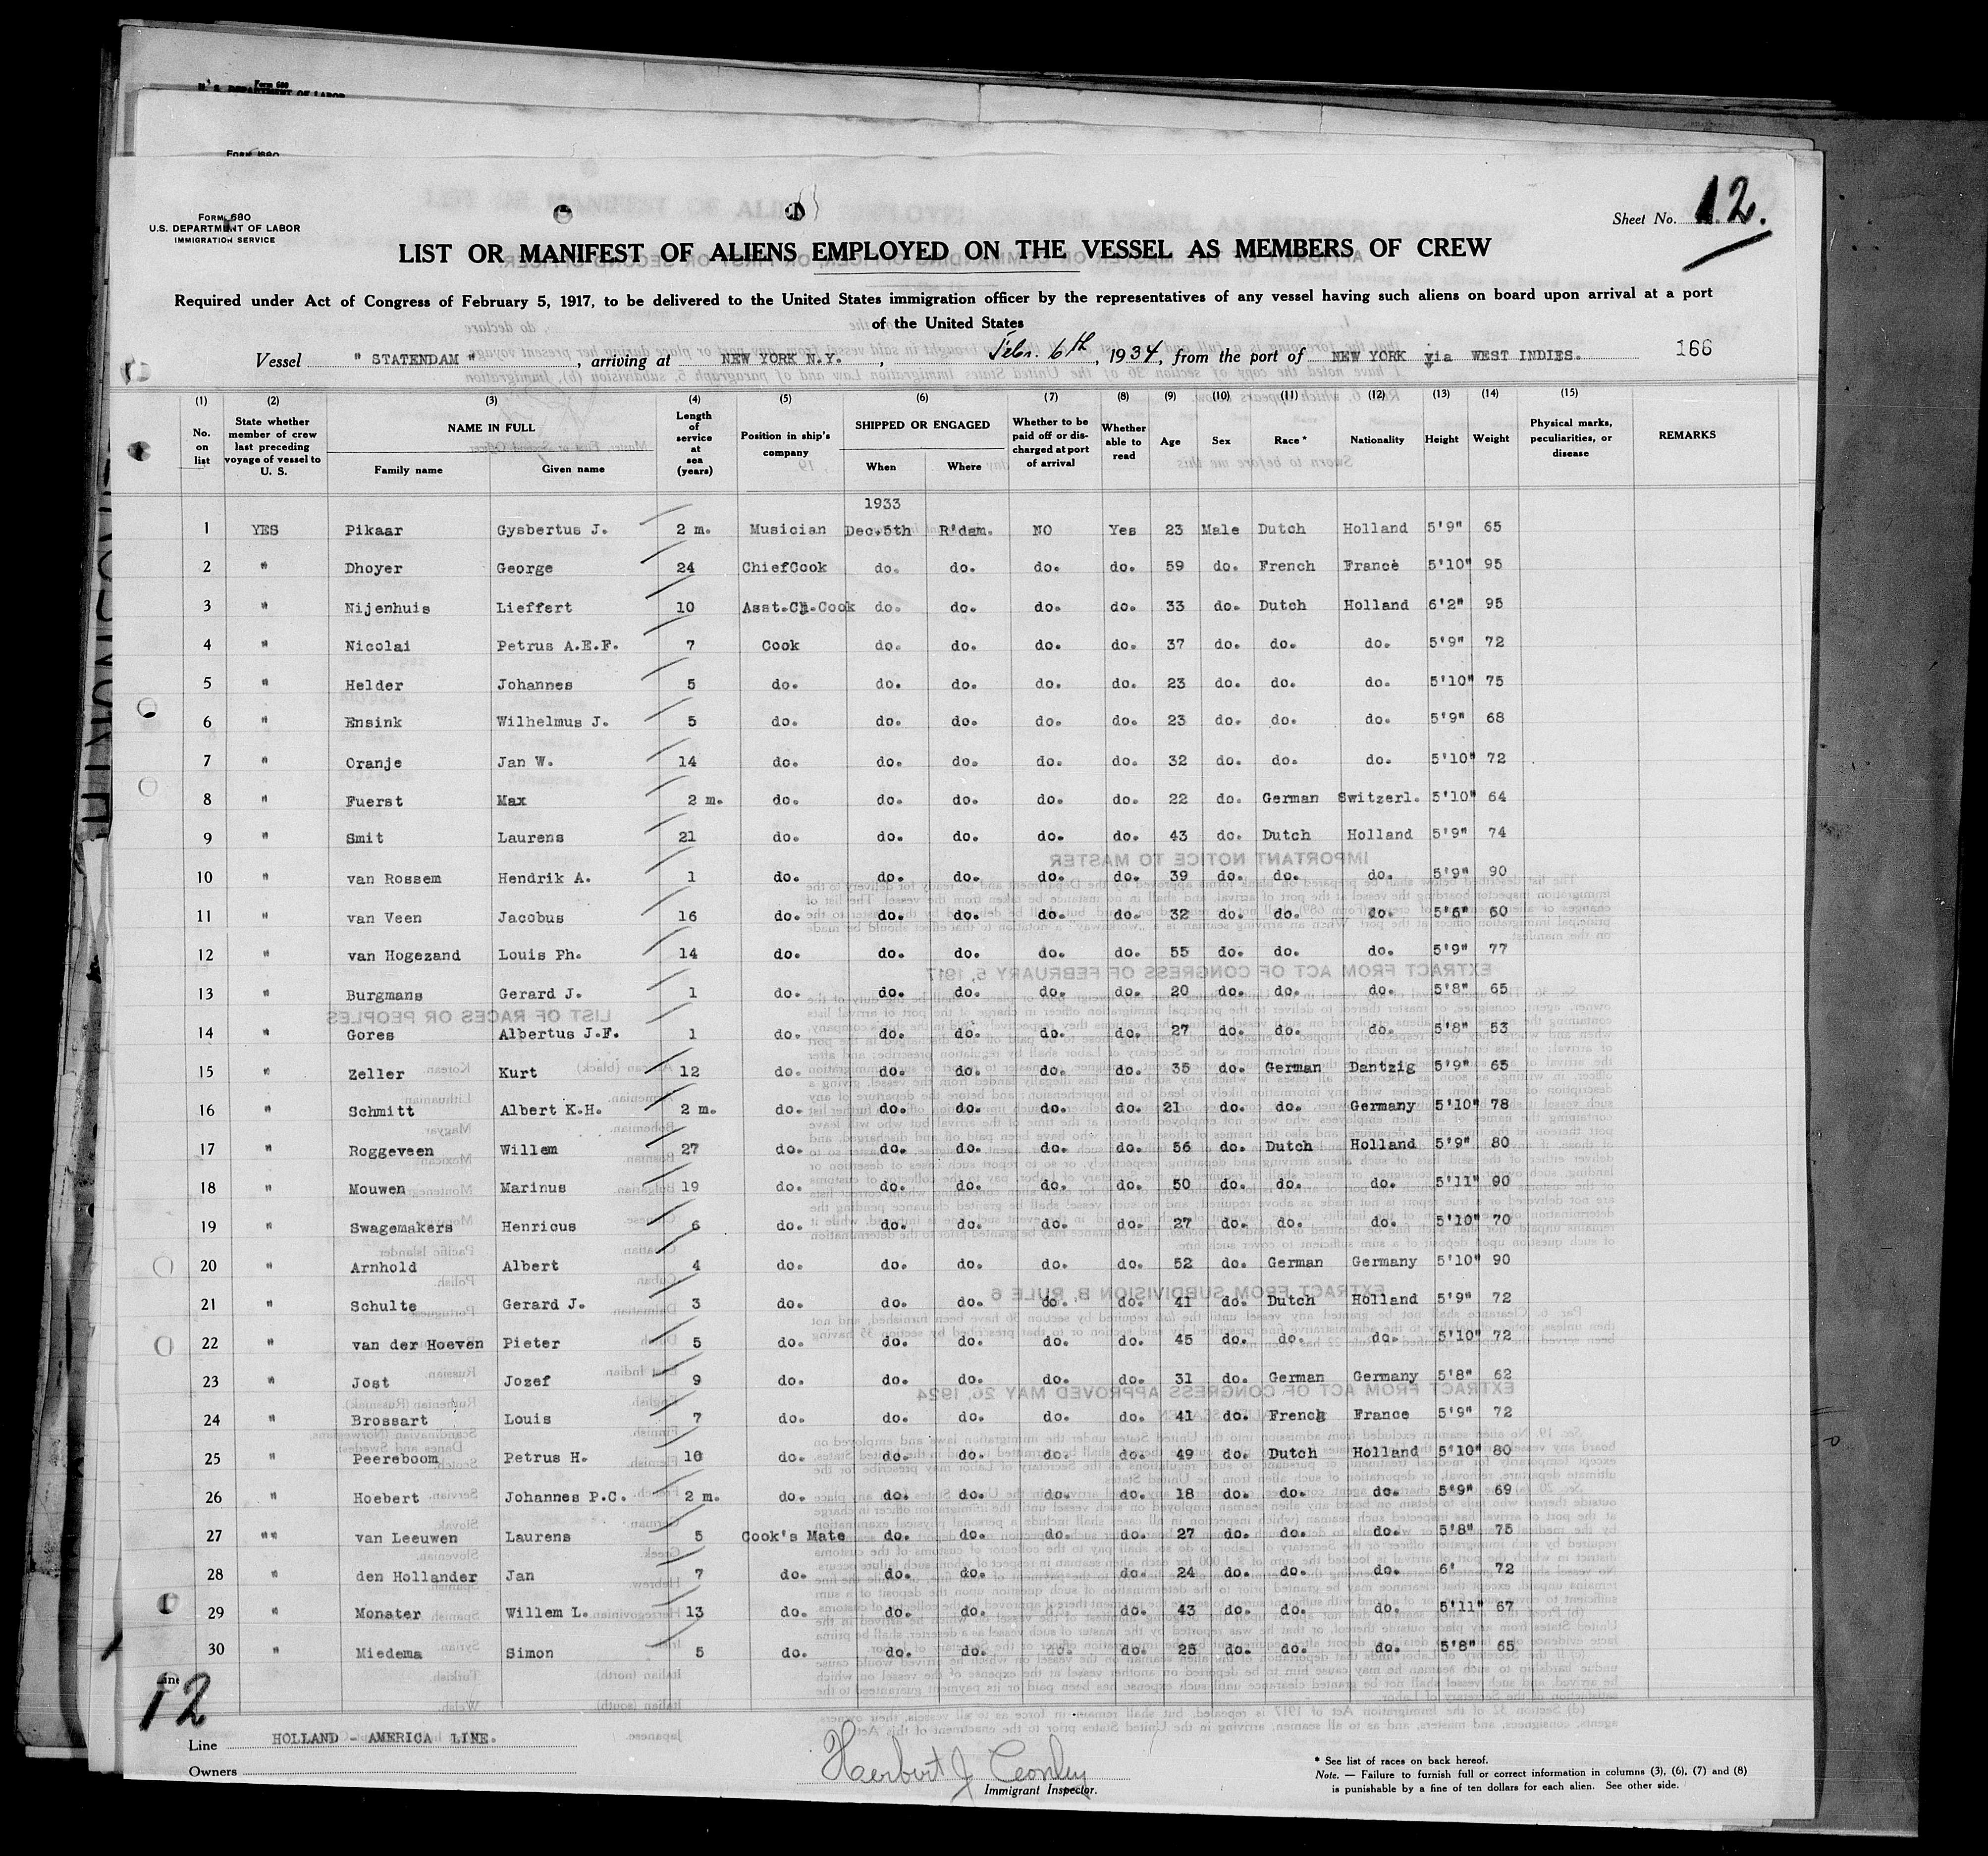 Form 680
U. S. DEPARTMENT OF LABOR
Form 680
Form 680
U.S. DEPARTMENT OF LABOR
IMMIGRATION SERVICE
Sheet No. 12.
LIST OR MANIFEST OF ALIENS EMPLOYED ON THE VESSEL AS MEMBERS OF CREW
Required under Act of Congress of February 5, 1917, to be delivered to the United States immigration officer by the representatives of any vessel having such aliens on board upon arrival at a port
of the United States
Vessel " STATENDAM ", arriving at NEW YORK N.Y., Febr. 6th, 1934, from the port of NEW YORK via WEST INDIES. 166
(1) (2) (3) (4) (5) (6) (7) (8) (9) (10) (11) (12) (13) (14) (15)
No. on list | State whether member of crew last preceding voyage of vessel to U. S. | NAME IN FULL Family name Given name | Length of service at sea (years) | Position in ship's company | SHIPPED OR ENGAGED When Where | Whether to be paid off or discharged at port of arrival | Whether able to read | Age | Sex | Race* | Nationality | Height | Weight | Physical marks, peculiarities, or disease | REMARKS
1933
1 YES Pikaar Gysbertus J. 2 m. Musician Dec.5th R'dam. NO Yes 23 Male Dutch Holland 5'9" 65
2 " Dhoyer George 24 ChiefCook do. do. do. do. 59 do. French France 5'10" 95
3 " Nijenhuis Lieffert 10 Asst.Ch.Cook do. do. do. do. 33 do. Dutch Holland 6'2" 95
4 " Nicolai Petrus A.E.F. 7 Cook do. do. do. do. 37 do. do. do. 5'9" 72
5 " Helder Johannes 5 do. do. do. do. do. 23 do. do. do. 5'10" 75
6 " Ensink Wilhelmus J. 5 do. do. do. do. do. 23 do. do. do. 5'9" 68
7 " Oranje Jan W. 14 do. do. do. do. do. 32 do. do. do. 5'10" 72
8 " Fuerst Max 2 m. do. do. do. do. do. 22 do. German Switzerl. 5'10" 64
9 " Smit Laurens 21 do. do. do. do. do. 43 do. Dutch Holland 5'9" 74
10 " van Rossem Hendrik A. 1 do. do. do. do. do. 39 do. do. do. 5'9" 90
11 " van Veen Jacobus 16 do. do. do. do. do. 32 do. do. do. 5'6" 60
12 " van Hogezand Louis Ph. 14 do. do. do. do. do. 55 do. do. do. 5'9" 77
13 " Burgmans Gerard J. 1 do. do. do. do. do. 20 do. do. do. 5'8" 65
14 " Gores Albertus J.F. 1 do. do. do. do. do. 27 do. do. do. 5'8" 53
15 " Zeller Kurt 12 do. do. do. do. do. 35 do. German Dantzig 5'9" 65
16 " Schmitt Albert K.H. 2 m. do. do. do. do. do. 21 do. do. Germany 5'10" 78
17 " Roggeveen Willem 27 do. do. do. do. do. 56 do. Dutch Holland 5'9" 80
18 " Mouwen Marinus 19 do. do. do. do. do. 50 do. do. do. 5'11" 90
19 " Swagemakers Henricus 6 do. do. do. do. do. 27 do. do. do. 5'10" 70
20 " Arnhold Albert 4 do. do. do. do. do. 52 do. German Germany 5'10" 90
21 " Schulte Gerard J. 3 do. do. do. do. do. 41 do. Dutch Holland 5'9" 72
22 " van der Hoeven Pieter 5 do. do. do. do. do. 45 do. do. do. 5'10" 72
23 " Jost Jozef 9 do. do. do. do. do. 31 do. German Germany 5'8" 62
24 " Brossart Louis 7 do. do. do. do. do. 41 do. French France 5'9" 72
25 " Peereboom Petrus H. 10 do. do. do. do. do. 49 do. Dutch Holland 5'10" 80
26 " Hoebert Johannes P.C. 2 m. do. do. do. do. do. 18 do. do. do. 5'9" 69
27 "" van Leeuwen Laurens 5 Cook's Mate do. do. do. do. 27 do. do. do. 5'8" 75
28 " den Hollander Jan 7 do. do. do. do. 24 do. do. do. 6' 72
29 " Monster Willem L. 13 do. do. do. do. do. 43 do. do. do. 5'11" 67
30 " Miedema Simon 5 do. do. do. do. do. 25 do. do. do. 5'8" 65
Line
12
Line HOLLAND - AMERICA LINE.
Owners
Herbert J Conley
Immigrant Inspector.
* See list of races on back hereof.
Note. — Failure to furnish full or correct information in columns (3), (6), (7) and (8)
is punishable by a fine of ten dollars for each alien. See other side.